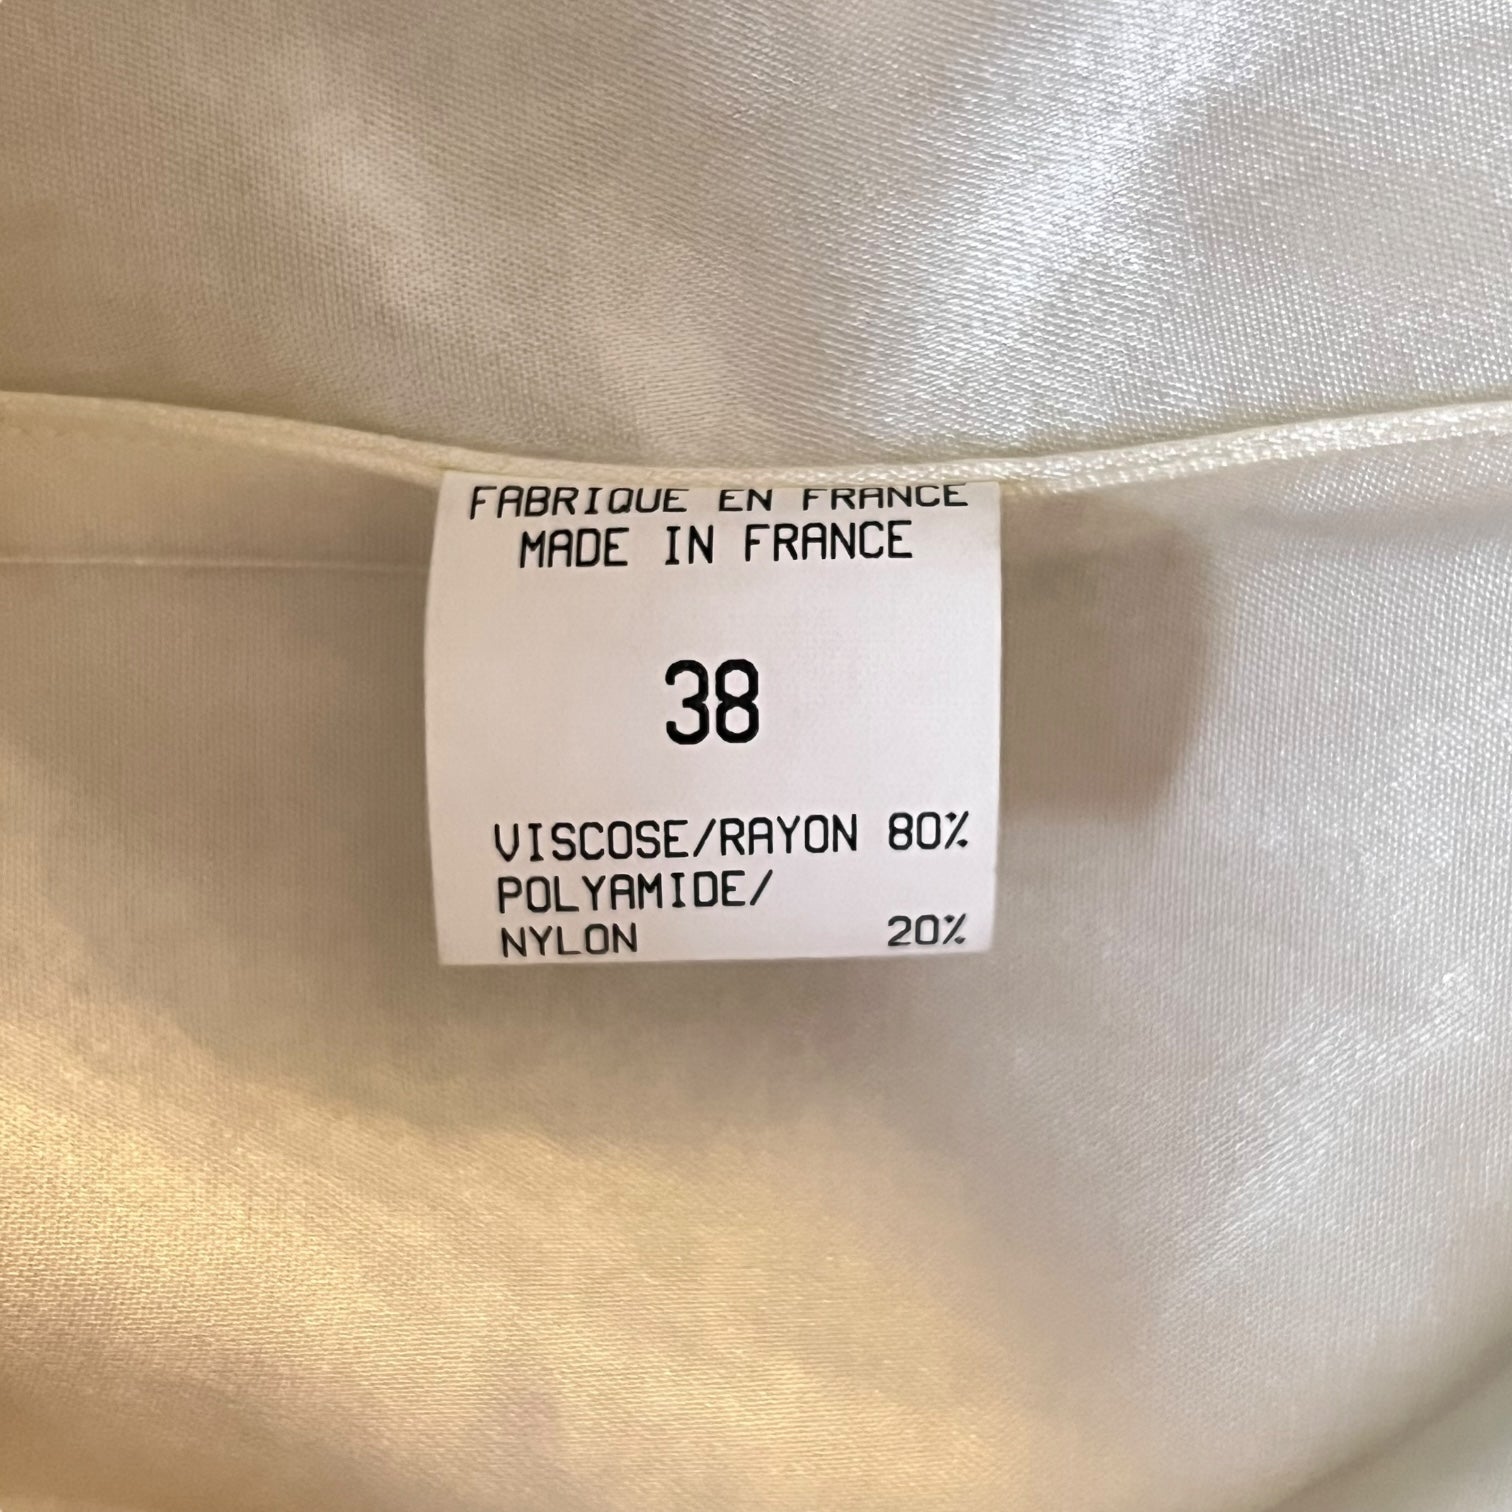 FABRIQUE EN FRANCE
MADE IN FRANCE
38
VISCOSE/RAYON 80%
POLYAMIDE/
NYLON 20%